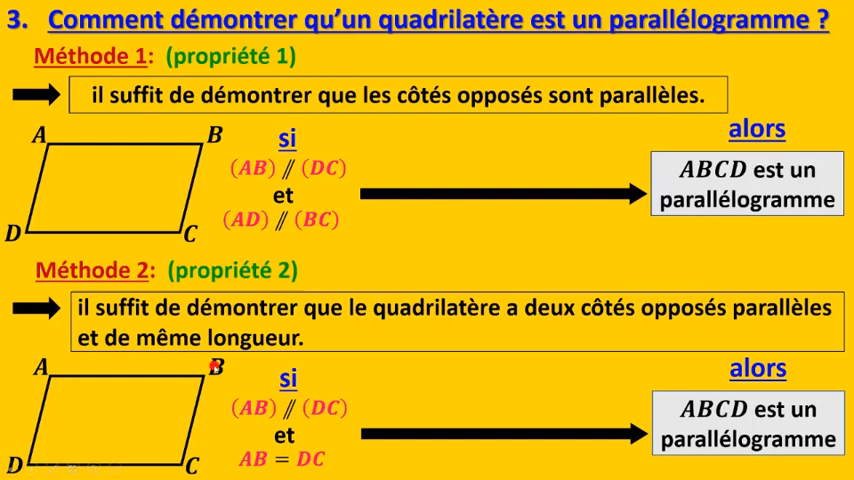 3. Comment démontrer qu'un quadrilatère est un parallélogramme ?
Méthode 1: (propriété 1)
il suffit de démontrer que les côtés opposés sont parallèles.
A B
D C
si
(AB) // (DC)
et
(AD) // (BC)
alors
ABCD est un
parallélogramme
Méthode 2: (propriété 2)
il suffit de démontrer que le quadrilatère a deux côtés opposés parallèles
et de même longueur.
A B
D C
si
(AB) // (DC)
et
AB = DC
alors
ABCD est un
parallélogramme